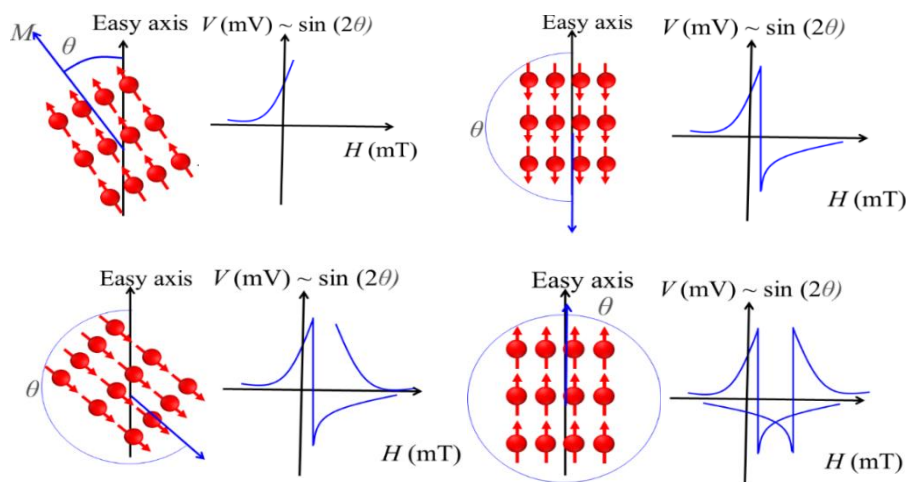 Easy axis V (mV) ~ sin (2θ)
M θ
H (mT)
Easy axis V (mV) ~ sin (2θ)
θ
H (mT)
Easy axis
V (mV) ~ sin (2θ)
θ
H (mT)
Easy axis V (mV) ~ sin (2θ)
θ
H (mT)